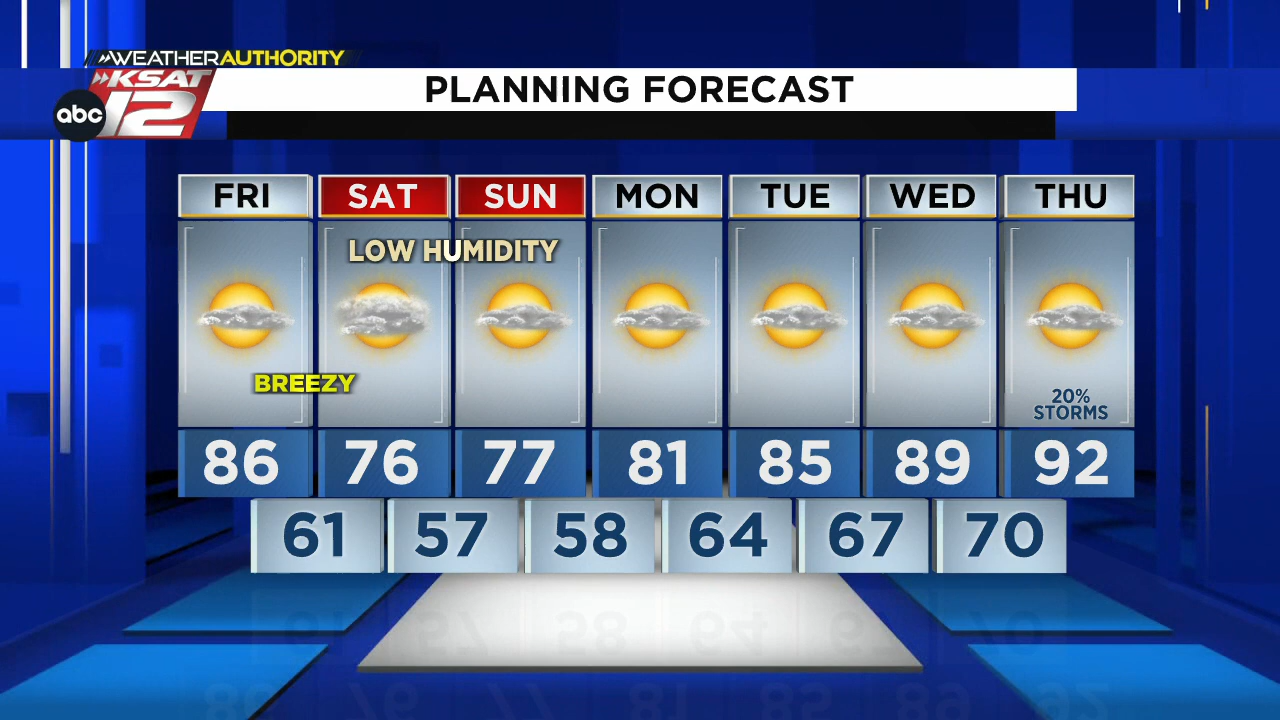 WEATHERAUTHORITY
KSAT
abc 12
PLANNING FORECAST
FRI SAT SUN MON TUE WED THU
LOW HUMIDITY
BREEZY
20%
STORMS
86 76 77 81 85 89 92
61 57 58 64 67 70